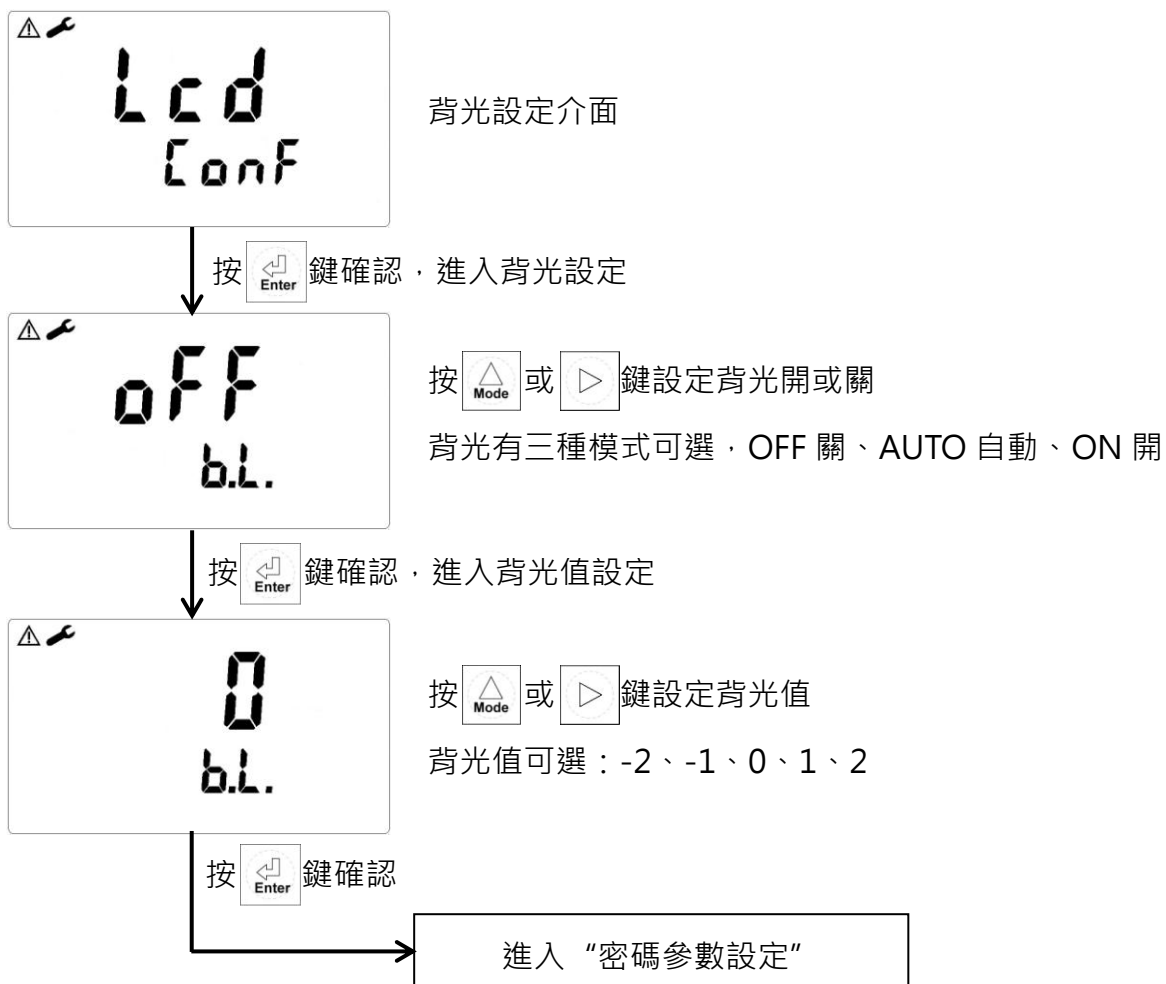 Lcd
ConF
背光設定介面
按 Enter 鍵確認，進入背光設定
oFF
b.L.
按 Mode 或 鍵設定背光開或關
背光有三種模式可選，OFF 關、AUTO 自動、ON 開
按 Enter 鍵確認，進入背光值設定
0
b.L.
按 Mode 或 鍵設定背光值
背光值可選：-2、-1、0、1、2
按 Enter 鍵確認
進入 “密碼參數設定”